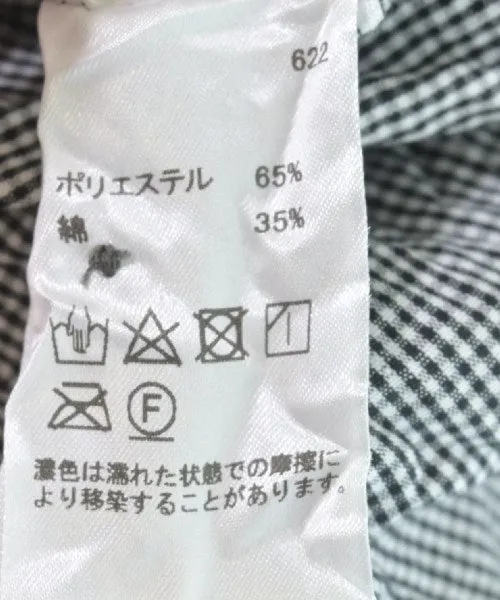 622
ポリエステル 65%
綿 35%
F
濃色は濡れた状態での摩擦に
より移染することがあります。